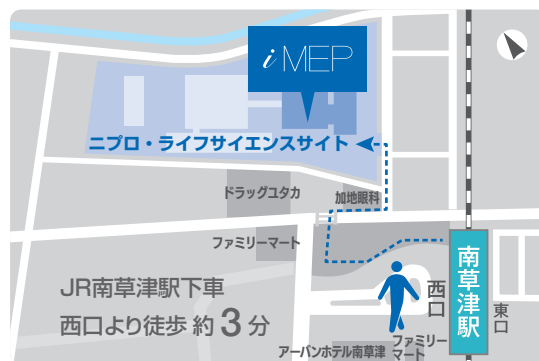 i MEP
ニプロ・ライフサイエンスサイト
ドラッグユタカ
加地眼科
ファミリーマート
JR南草津駅下車
西口より徒歩 約 3 分
西口
南草津駅
東口
ファミリー
マート
アーバンホテル南草津